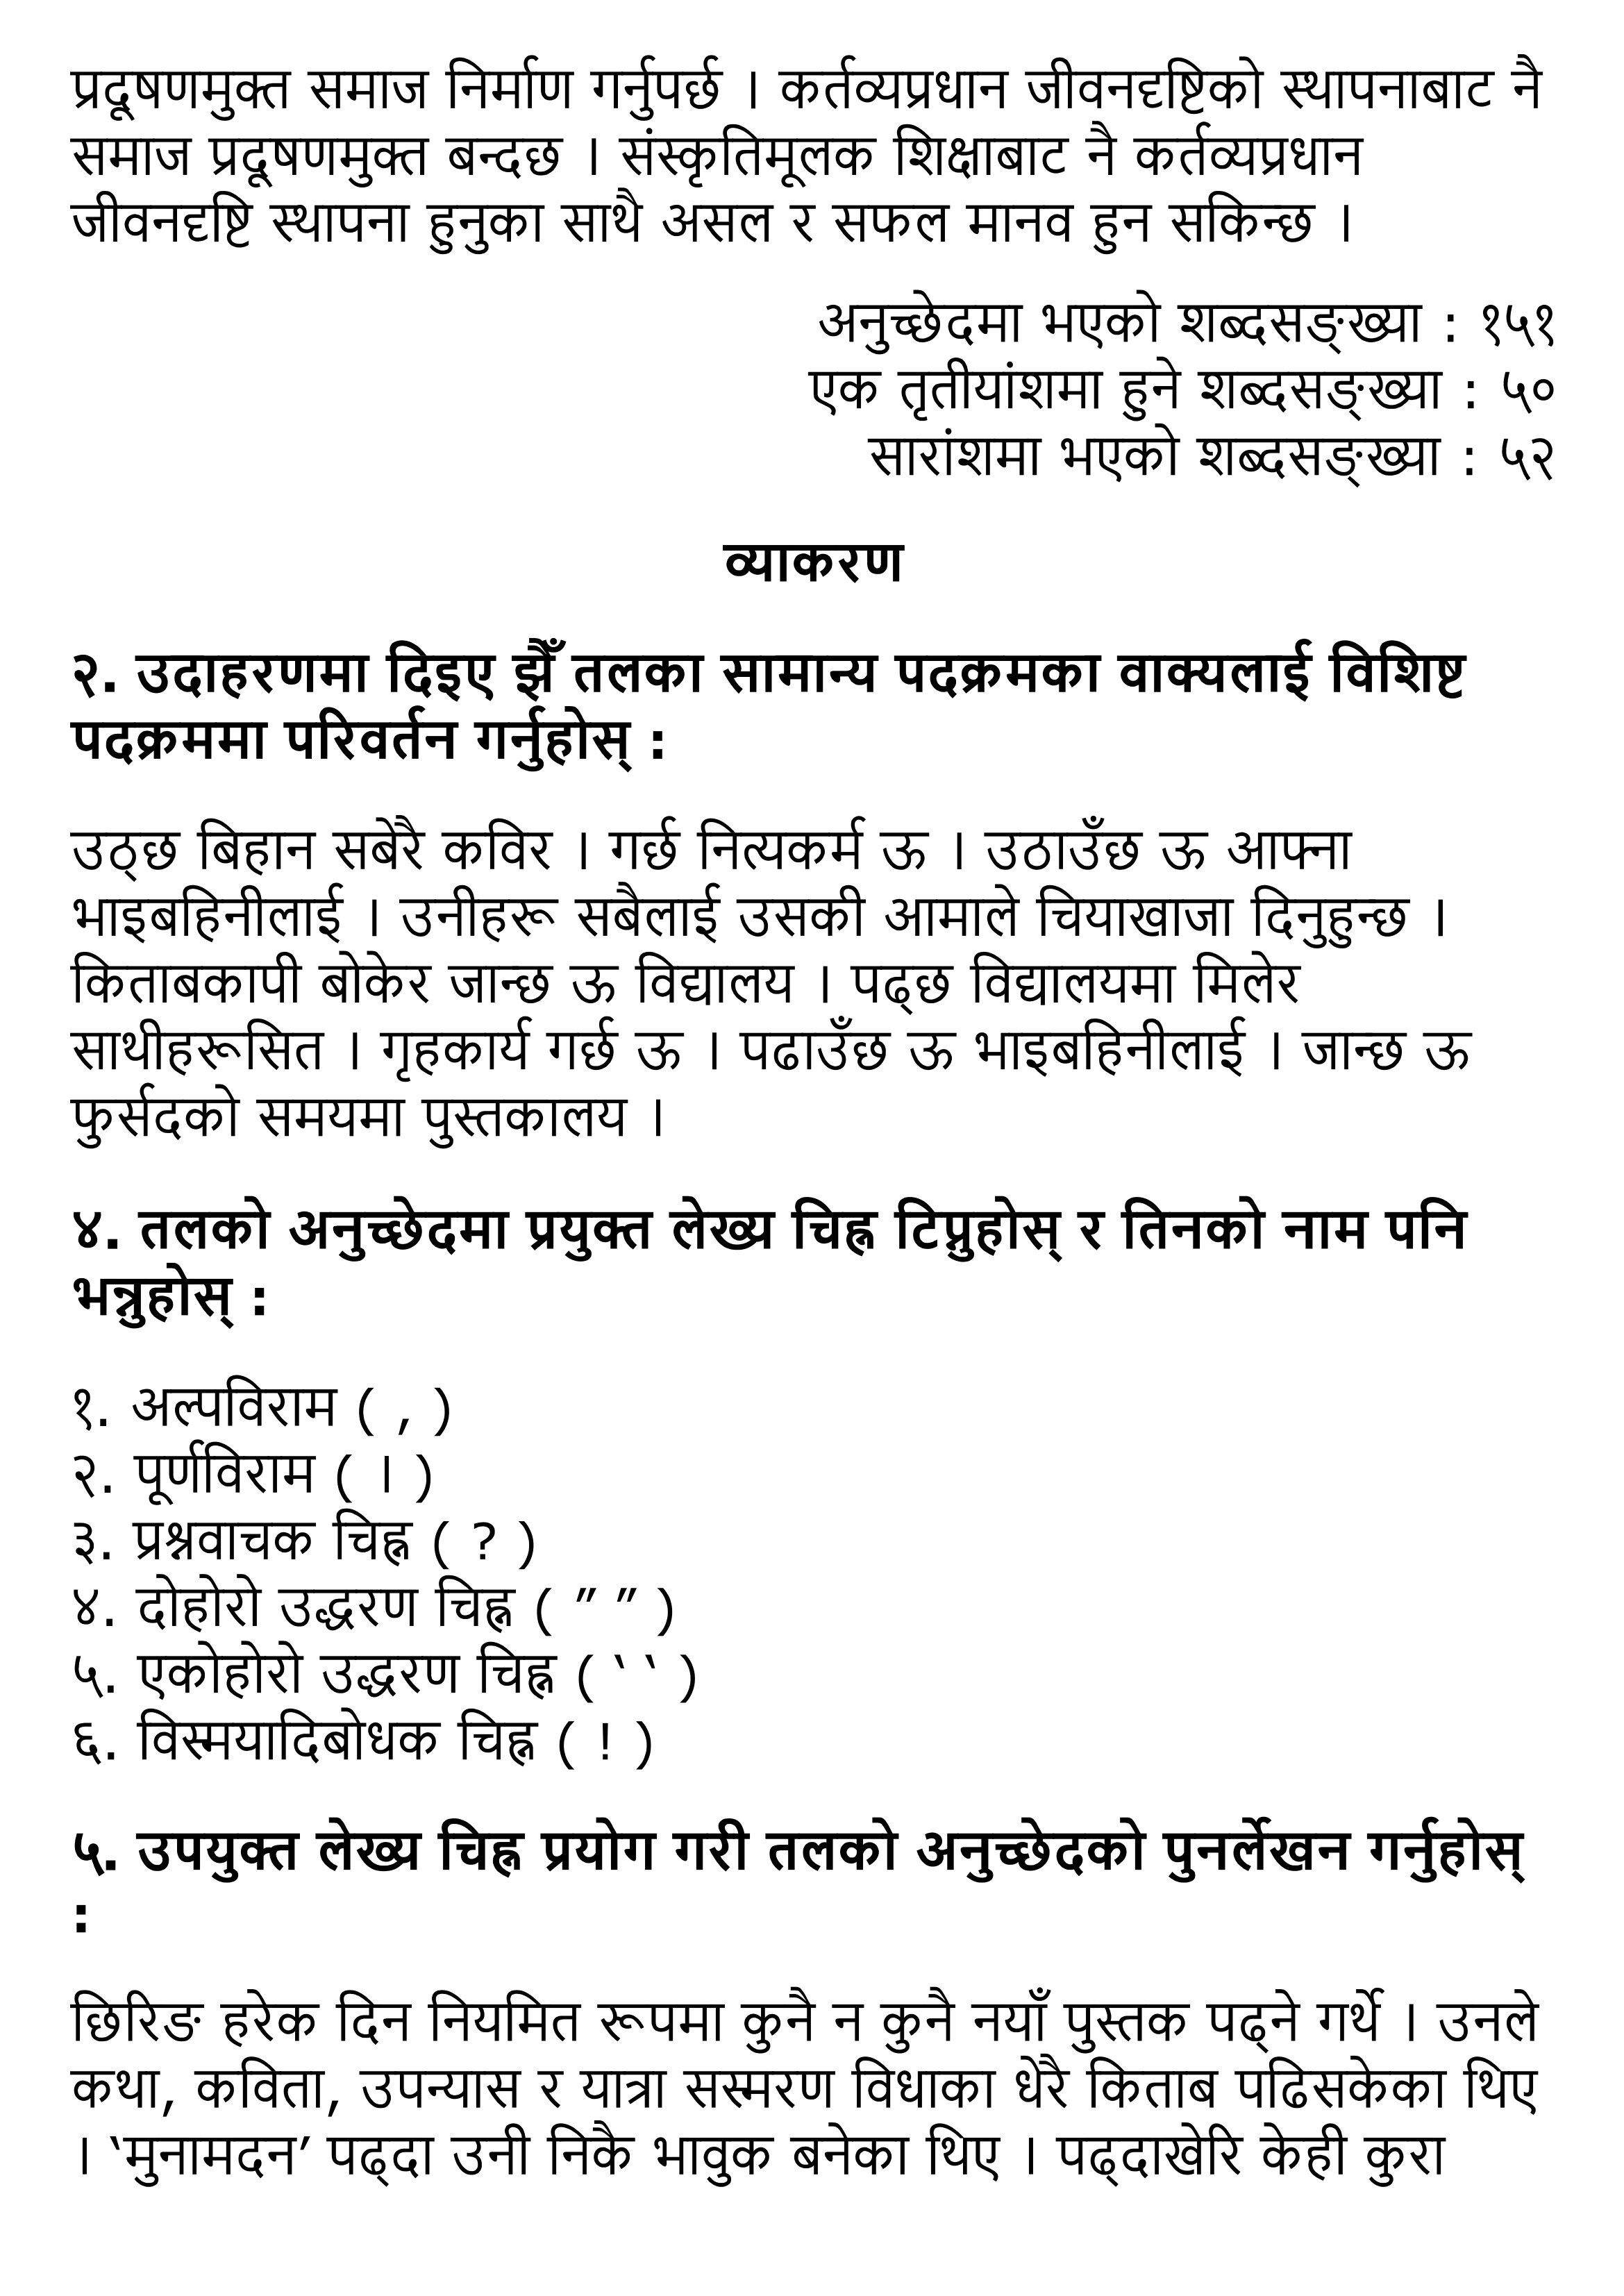 प्रदूषणमुक्त समाज निर्माण गर्नुपर्छ । कर्तव्यप्रधान जीवनदृष्टिको स्थापनाबाट नै
समाज प्रदूषणमुक्त बन्दछ । संस्कृतिमूलक शिक्षाबाट नै कर्तव्यप्रधान
जीवनदृष्टि स्थापना हुनुका साथै असल र सफल मानव हुन सकिन्छ ।
अनुच्छेदमा भएको शब्दसङ्ख्या : १५१
एक तृतीयांशमा हुने शब्दसङ्ख्या : ५०
सारांशमा भएको शब्दसङ्ख्या : ५२
व्याकरण
२. उदाहरणमा दिइए झैँ तलका सामान्य पदक्रमका वाक्यलाई विशिष्ट
पदक्रममा परिवर्तन गर्नुहोस् :
उठ्छ बिहान सबेरै कविर । गर्छ नित्यकर्म ऊ । उठाउँछ ऊ आफ्ना
भाइबहिनीलाई । उनीहरू सबैलाई उसकी आमाले चियाखाजा दिनुहुन्छ ।
किताबकापी बोकेर जान्छ ऊ विद्यालय । पढ्छ विद्यालयमा मिलेर
साथीहरूसित । गृहकार्य गर्छ ऊ । पढाउँछ ऊ भाइबहिनीलाई । जान्छ ऊ
फुर्सदको समयमा पुस्तकालय ।
४. तलको अनुच्छेदमा प्रयुक्त लेख्य चिह्न टिप्नुहोस् र तिनको नाम पनि
भन्नुहोस् :
१. अल्पविराम ( , )
२. पूर्णविराम ( । )
३. प्रश्नवाचक चिह्न ( ? )
४. दोहोरो उद्धरण चिह्न ( ” ” )
५. एकोहोरो उद्धरण चिह्न ( ‛ ‛ )
६. विस्मयादिबोधक चिह्न ( ! )
५. उपयुक्त लेख्य चिह्न प्रयोग गरी तलको अनुच्छेदको पुनर्लेखन गर्नुहोस्
:
छिरिङ हरेक दिन नियमित रूपमा कुनै न कुनै नयाँ पुस्तक पढ्ने गर्थे । उनले
कथा, कविता, उपन्यास र यात्रा सस्मरण विधाका धेरै किताब पढिसकेका थिए
। ‛मुनामदन’ पढ्दा उनी निकै भावुक बनेका थिए । पढ्दाखेरि केही कुरा